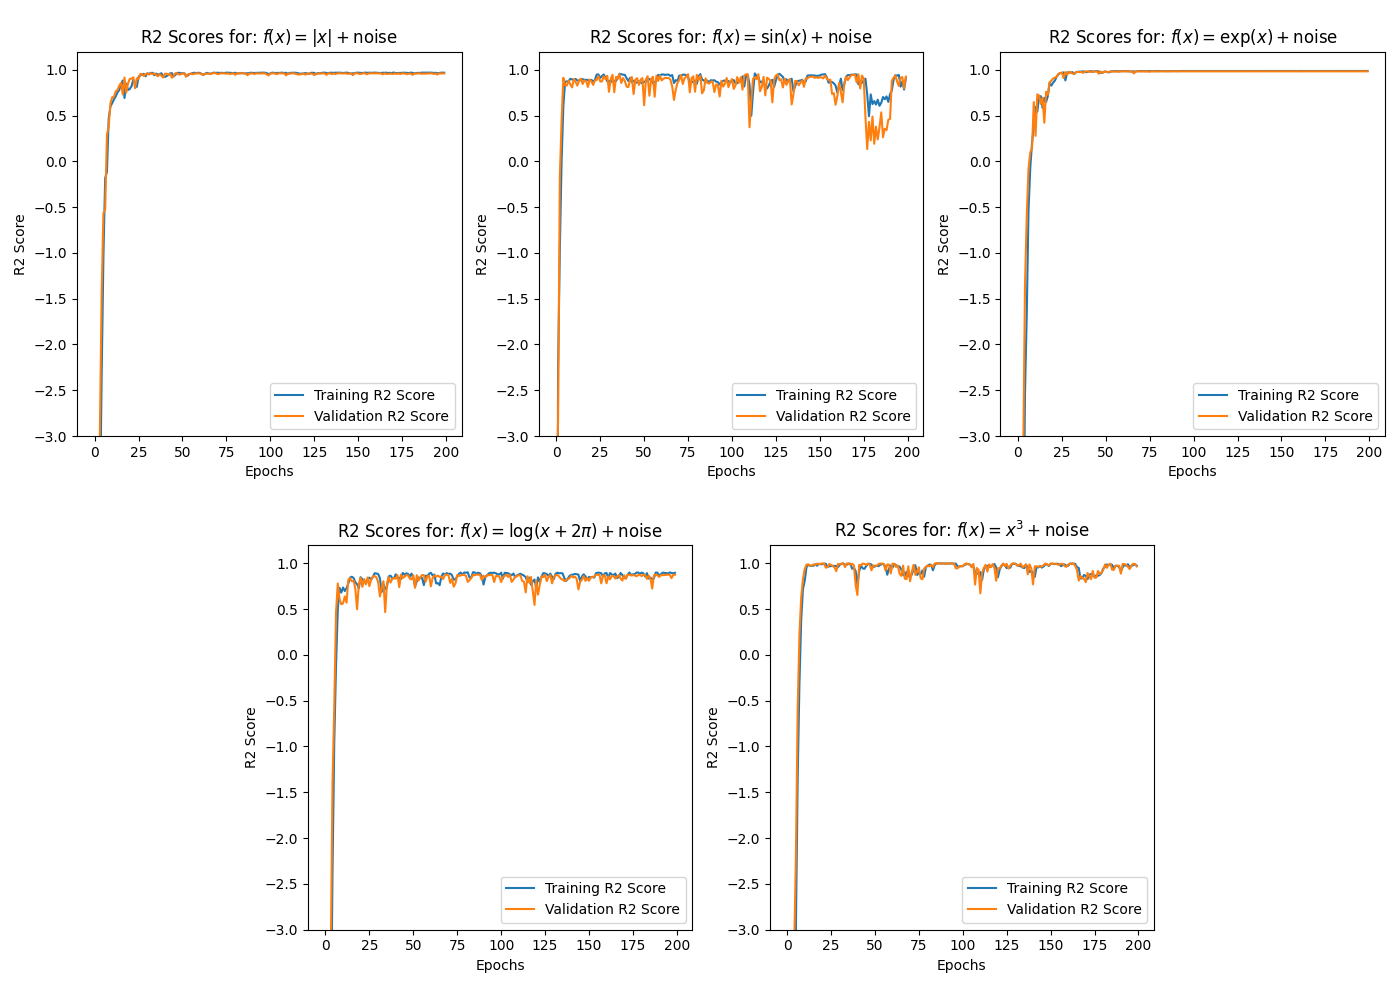 R2 Scores for: f(x) = |x| + noise
R2 Score
1.0
0.5
0.0
−0.5
−1.0
−1.5
−2.0
−2.5
−3.0
Training R2 Score
Validation R2 Score
0 25 50 75 100 125 150 175 200
Epochs
R2 Scores for: f(x) = sin(x) + noise
R2 Score
1.0
0.5
0.0
−0.5
−1.0
−1.5
−2.0
−2.5
−3.0
Training R2 Score
Validation R2 Score
0 25 50 75 100 125 150 175 200
Epochs
R2 Scores for: f(x) = exp(x) + noise
R2 Score
1.0
0.5
0.0
−0.5
−1.0
−1.5
−2.0
−2.5
−3.0
Training R2 Score
Validation R2 Score
0 25 50 75 100 125 150 175 200
Epochs
R2 Scores for: f(x) = log(x + 2π) + noise
R2 Score
1.0
0.5
0.0
−0.5
−1.0
−1.5
−2.0
−2.5
−3.0
Training R2 Score
Validation R2 Score
0 25 50 75 100 125 150 175 200
Epochs
R2 Scores for: f(x) = x³ + noise
R2 Score
1.0
0.5
0.0
−0.5
−1.0
−1.5
−2.0
−2.5
−3.0
Training R2 Score
Validation R2 Score
0 25 50 75 100 125 150 175 200
Epochs